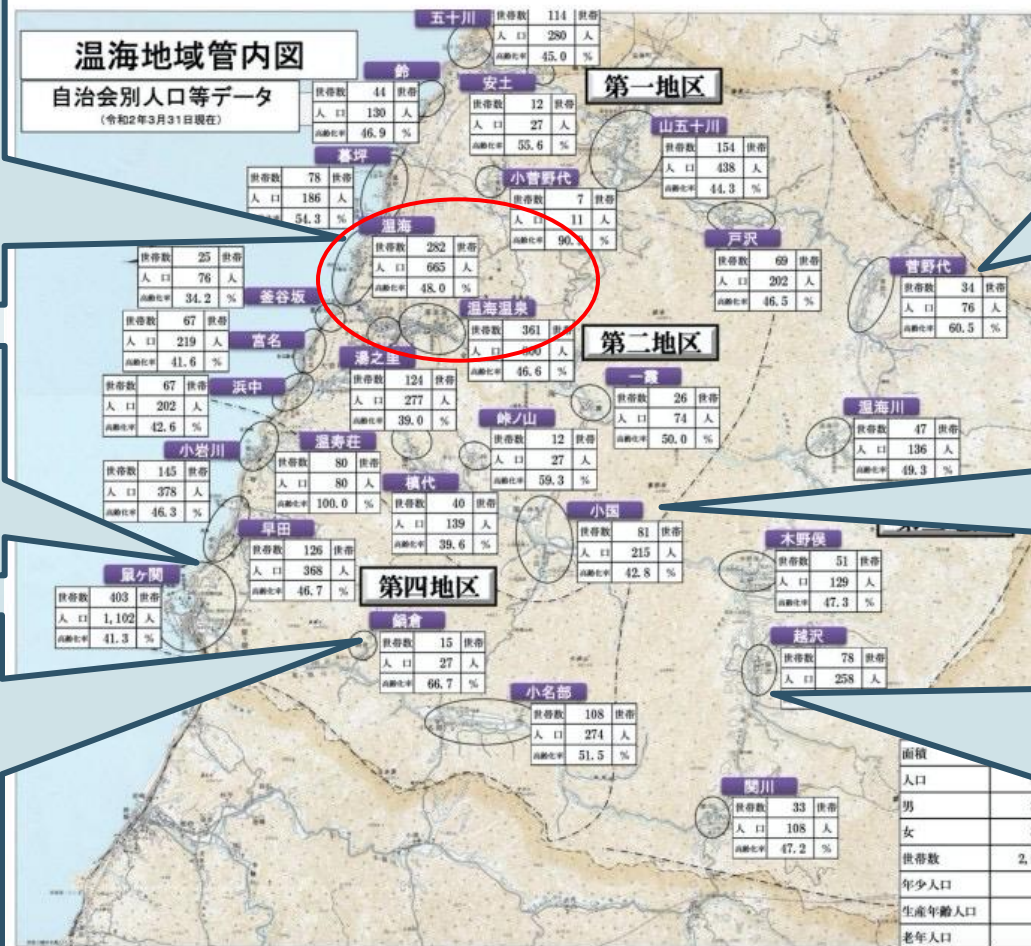 温海地域管内図
自治会別人口等データ
(令和2年3月31日現在)
五十川
世帯数 114 世帯
人 口 280 人
高齢化率 45.0 %
第一地区
鈴
世帯数 44 世帯
人 口 130 人
高齢化率 46.9 %
安土
世帯数 12 世帯
人 口 27 人
高齢化率 55.6 %
山五十川
世帯数 154 世帯
人 口 438 人
高齢化率 44.3 %
暮坪
世帯数 78 世帯
人 口 186 人
54.3 %
小菅野代
世帯数 7 世帯
人 口 11 人
高齢化率 90. %
温海
世帯数 282 世帯
人 口 665 人
高齢化率 48.0 %
戸沢
世帯数 69 世帯
人 口 202 人
高齢化率 46.5 %
菅野代
世帯数 34 世帯
人 口 76 人
高齢化率 60.5 %
釜谷坂
世帯数 25 世帯
人 口 76 人
高齢化率 34.2 %
温海温泉
世帯数 361 世帯
人 口 人
高齢化率 46.6 %
第二地区
宮名
世帯数 67 世帯
人 口 219 人
高齢化率 41.6 %
湯之里
世帯数 124 世帯
人 口 277 人
高齢化率 39.0 %
一霞
世帯数 26 世帯
人 口 74 人
高齢化率 50.0 %
浜中
世帯数 67 世帯
人 口 202 人
高齢化率 42.6 %
温海川
世帯数 47 世帯
人 口 136 人
高齢化率 49.3 %
峠ノ山
世帯数 12 世帯
人 口 27 人
高齢化率 59.3 %
小岩川
世帯数 145 世帯
人 口 378 人
高齢化率 46.3 %
温寿荘
世帯数 80 世帯
人 口 80 人
高齢化率 100.0 %
槙代
世帯数 40 世帯
人 口 139 人
高齢化率 39.6 %
小国
世帯数 81 世帯
人 口 215 人
高齢化率 42.8 %
早田
世帯数 126 世帯
人 口 368 人
高齢化率 46.7 %
木野俣
世帯数 51 世帯
人 口 129 人
高齢化率 47.3 %
鼠ヶ関
世帯数 403 世帯
人 口 1,102 人
高齢化率 41.3 %
第四地区
鍋倉
世帯数 15 世帯
人 口 27 人
高齢化率 66.7 %
越沢
世帯数 78 世帯
人 口 258 人
小名部
世帯数 108 世帯
人 口 274 人
高齢化率 51.5 %
関川
世帯数 33 世帯
人 口 108 人
高齢化率 47.2 %
面積
人口
男
女
世帯数 2,
年少人口
生産年齢人口
老年人口